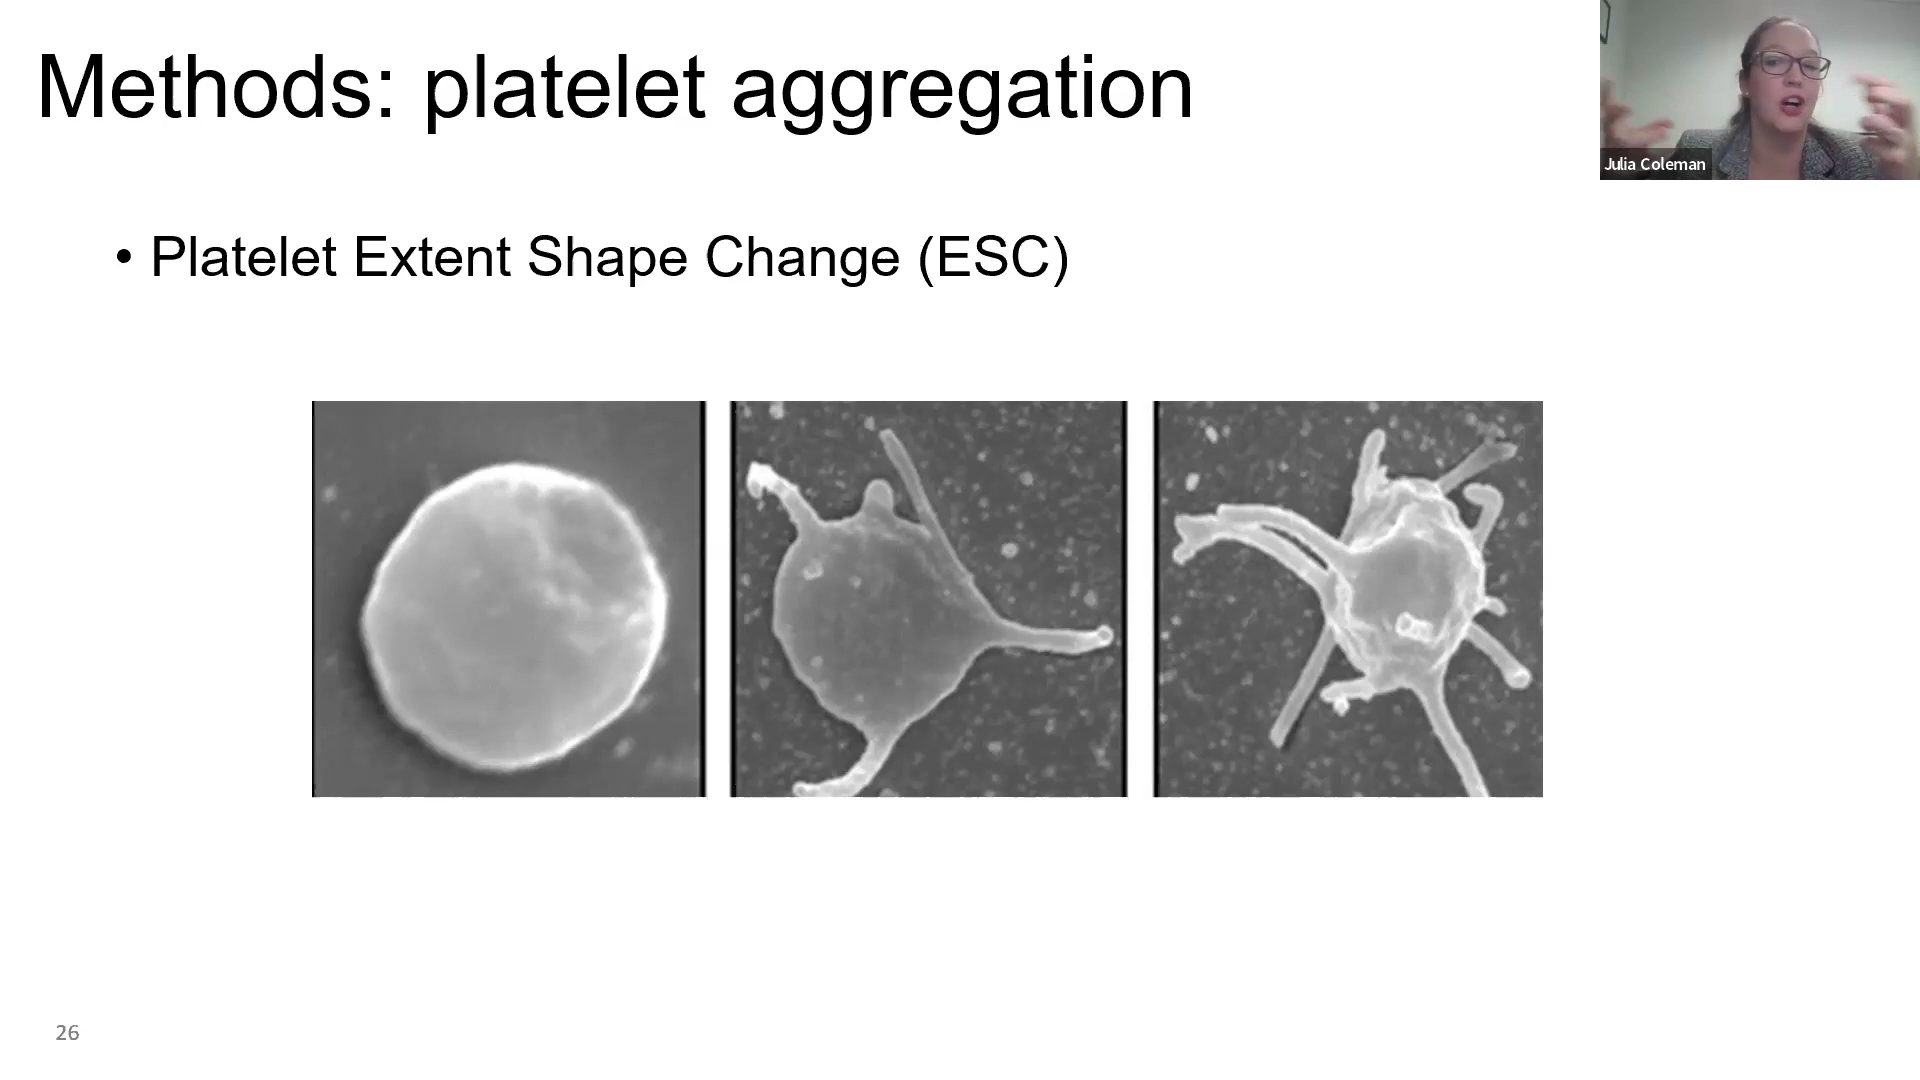 Methods: platelet aggregation
Julia Coleman
• Platelet Extent Shape Change (ESC)
26